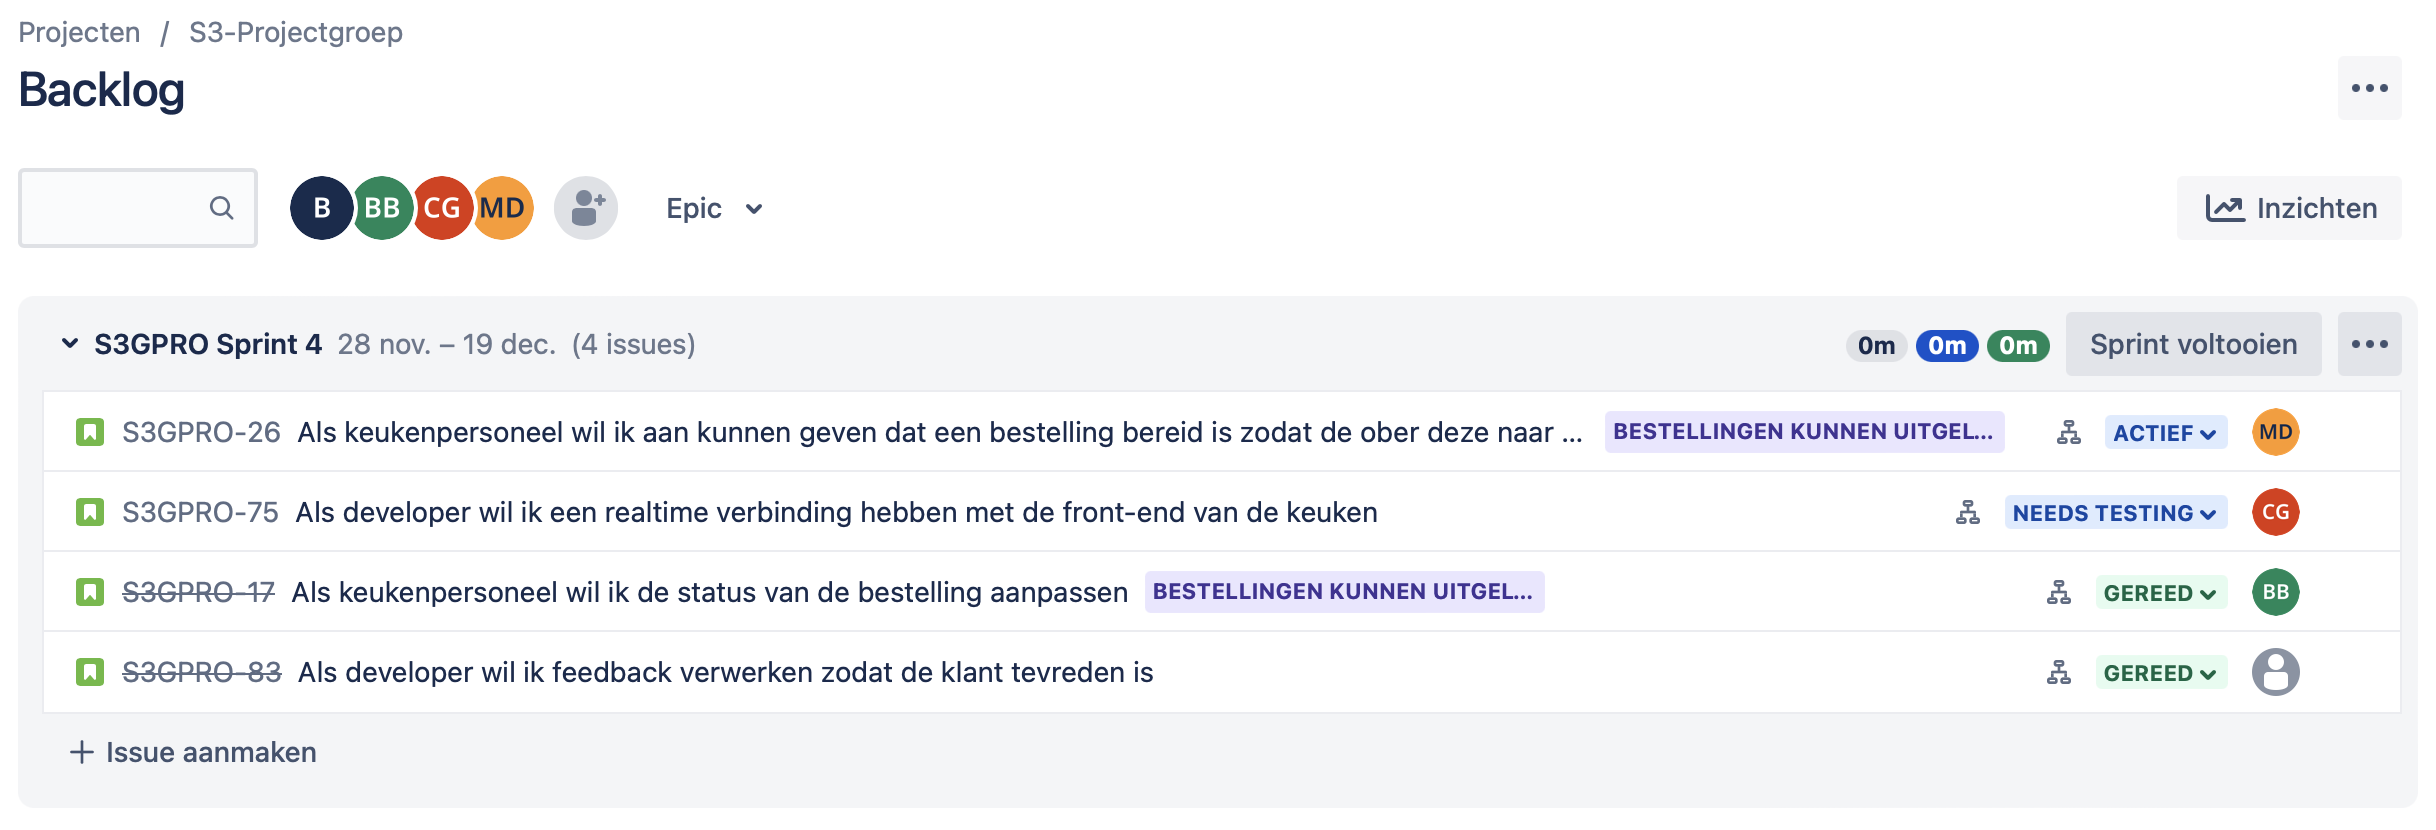 Projecten / S3-Projectgroep
Backlog
B BB CG MD Epic Inzichten
S3GPRO Sprint 4 28 nov. – 19 dec. (4 issues) 0m 0m 0m Sprint voltooien
S3GPRO-26 Als keukenpersoneel wil ik aan kunnen geven dat een bestelling bereid is zodat de ober deze naar ... BESTELLINGEN KUNNEN UITGEL... ACTIEF MD
S3GPRO-75 Als developer wil ik een realtime verbinding hebben met de front-end van de keuken NEEDS TESTING CG
S3GPRO-17 Als keukenpersoneel wil ik de status van de bestelling aanpassen BESTELLINGEN KUNNEN UITGEL... GEREED BB
S3GPRO-83 Als developer wil ik feedback verwerken zodat de klant tevreden is GEREED
+ Issue aanmaken